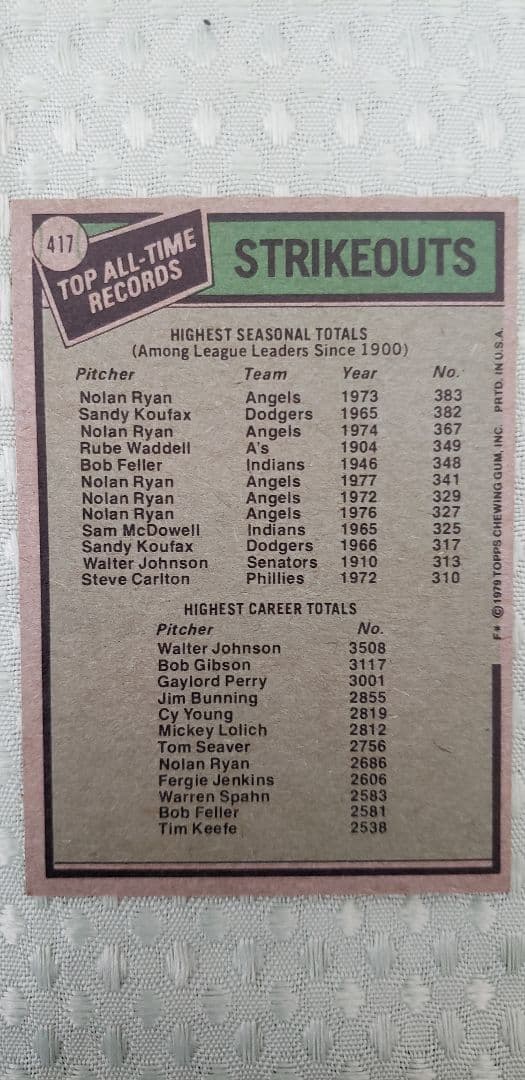 417
TOP ALL-TIME
RECORDS
STRIKEOUTS
HIGHEST SEASONAL TOTALS
(Among League Leaders Since 1900)
Pitcher Team Year No.
Nolan Ryan Angels 1973 383
Sandy Koufax Dodgers 1965 382
Nolan Ryan Angels 1974 367
Rube Waddell A's 1904 349
Bob Feller Indians 1946 348
Nolan Ryan Angels 1977 341
Nolan Ryan Angels 1972 329
Nolan Ryan Angels 1976 327
Sam McDowell Indians 1965 325
Sandy Koufax Dodgers 1966 317
Walter Johnson Senators 1910 313
Steve Carlton Phillies 1972 310
HIGHEST CAREER TOTALS
Pitcher No.
Walter Johnson 3508
Bob Gibson 3117
Gaylord Perry 3001
Jim Bunning 2855
Cy Young 2819
Mickey Lolich 2812
Tom Seaver 2756
Nolan Ryan 2686
Fergie Jenkins 2606
Warren Spahn 2583
Bob Feller 2581
Tim Keefe 2538
F* © 1979 TOPPS CHEWING GUM, INC. PRTD. IN U.S.A.